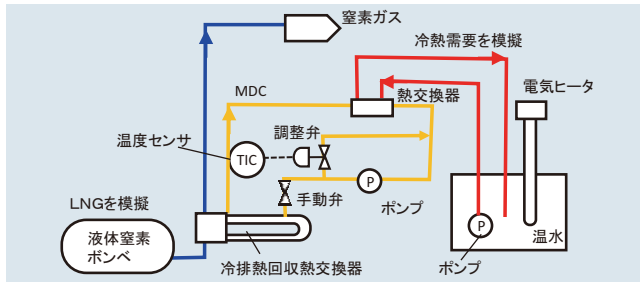 窒素ガス
冷熱需要を模擬
MDC
熱交換器
電気ヒータ
温度センサ
調整弁
TIC
P
手動弁
ポンプ
LNGを模擬
液体窒素
ボンベ
冷排熱回収熱交換器
P
温水
ポンプ